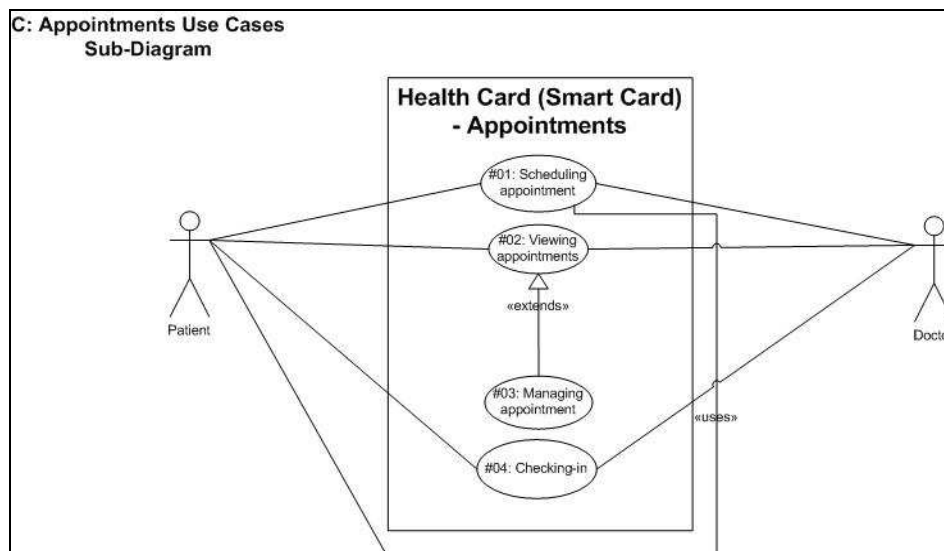 C: Appointments Use Cases
Sub-Diagram
Health Card (Smart Card)
- Appointments
#01: Scheduling
appointment
#02: Viewing
appointments
«extends»
Patient
Docto
#03: Managing
appointment
«uses»
#04: Checking-in